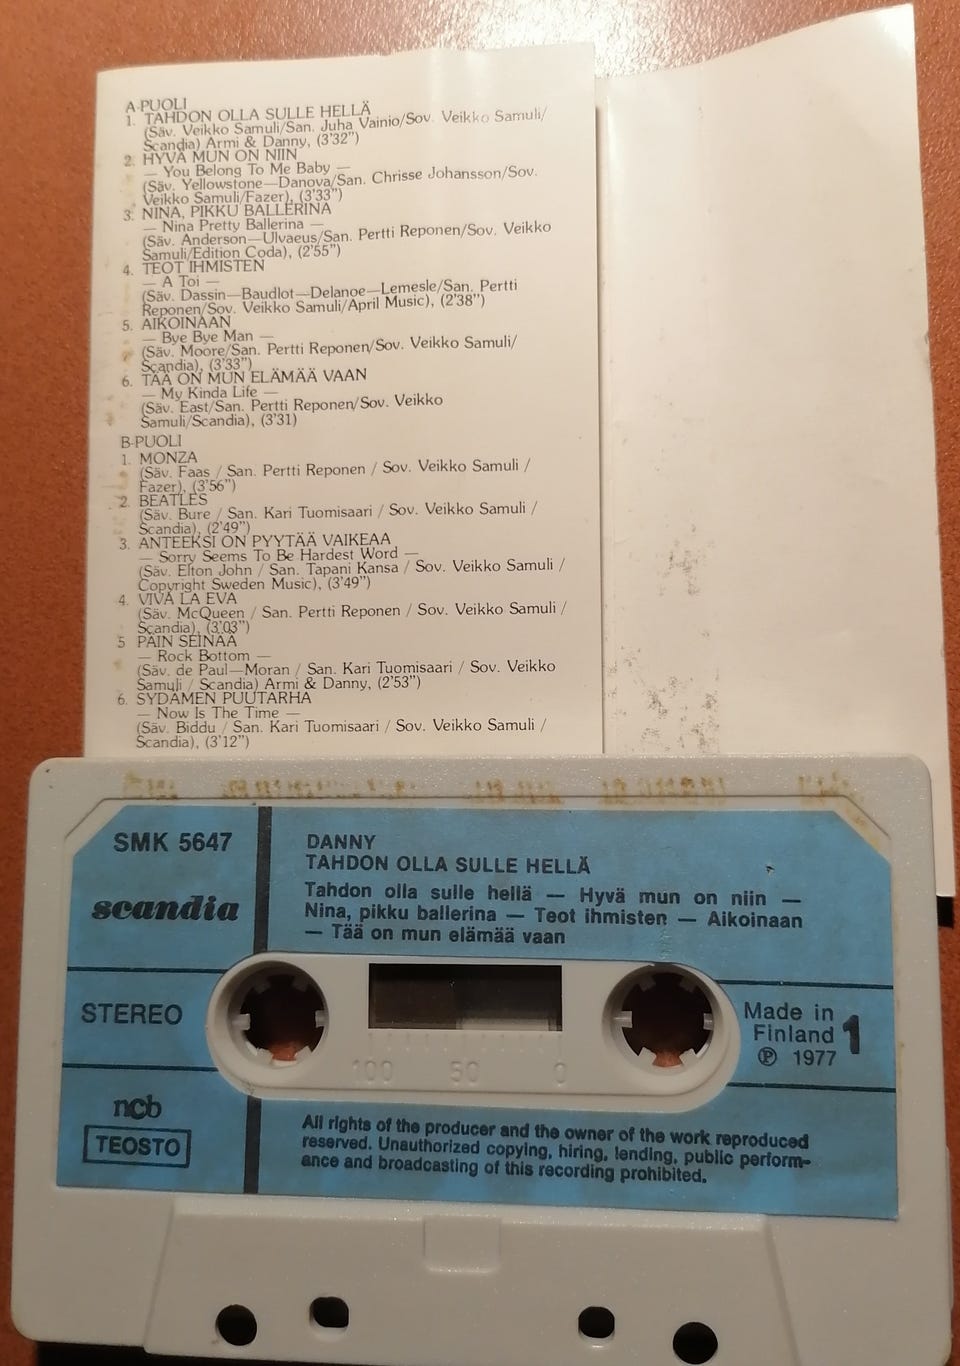 A-PUOLI
1. TAHDON OLLA SULLE HELLÄ
(Säv. Veikko Samuli/San. Juha Vainio/Sov. Veikko Samuli/
Scandia) Armi & Danny, (3'32")
2. HYVÄ MUN ON NIIN
— You Belong To Me Baby —
(Säv. Yellowstone—Danova/San. Chrisse Johansson/Sov.
Veikko Samuli/Fazer), (3'33")
3. NINA, PIKKU BALLERINA
— Nina Pretty Ballerina —
(Säv. Anderson—Ulvaeus/San. Pertti Reponen/Sov. Veikko
Samuli/Edition Coda), (2'55")
4. TEOT IHMISTEN
— A Toi —
(Säv. Dassin—Baudlot—Delanoe—Lemesle/San. Pertti
Reponen/Sov. Veikko Samuli/April Music), (2'38")
5. AIKOINAAN
— Bye Bye Man —
(Säv. Moore/San. Pertti Reponen/Sov. Veikko Samuli/
Scandia), (3'33")
6. TÄÄ ON MUN ELÄMÄÄ VAAN
— My Kinda Life —
(Säv. East/San. Pertti Reponen/Sov. Veikko
Samuli/Scandia), (3'31)
B-PUOLI
1. MONZA
(Säv. Faas / San. Pertti Reponen / Sov. Veikko Samuli /
Fazer), (3'56")
2. BEATLES
(Säv. Bure / San. Kari Tuomisaari / Sov. Veikko Samuli /
Scandia), (2'49")
3. ANTEEKSI ON PYYTÄÄ VAIKEAA
— Sorry Seems To Be Hardest Word —
(Säv. Elton John / San. Tapani Kansa / Sov. Veikko Samuli /
Copyright Sweden Music), (3'49")
4. VIVA LA EVA
(Säv. McQueen / San. Pertti Reponen / Sov. Veikko Samuli /
Scandia), (3'03")
5 PÄIN SEINÄÄ
— Rock Bottom —
(Säv. de Paul—Moran / San. Kari Tuomisaari / Sov. Veikko
Samuli / Scandia) Armi & Danny, (2'53")
6. SYDÄMEN PUUTARHA
— Now Is The Time —
(Säv. Biddu / San. Kari Tuomisaari / Sov. Veikko Samuli /
Scandia), (3'12")
SMK 5647
scandia
DANNY
TAHDON OLLA SULLE HELLÄ
Tahdon olla sulle hellä — Hyvä mun on niin —
Nina, pikku ballerina — Teot ihmisten — Aikoinaan
— Tää on mun elämää vaan
STEREO
100 50 0
Made in
Finland 1
℗ 1977
ncb
TEOSTO
All rights of the producer and the owner of the work reproduced
reserved. Unauthorized copying, hiring, lending, public perform-
ance and broadcasting of this recording prohibited.